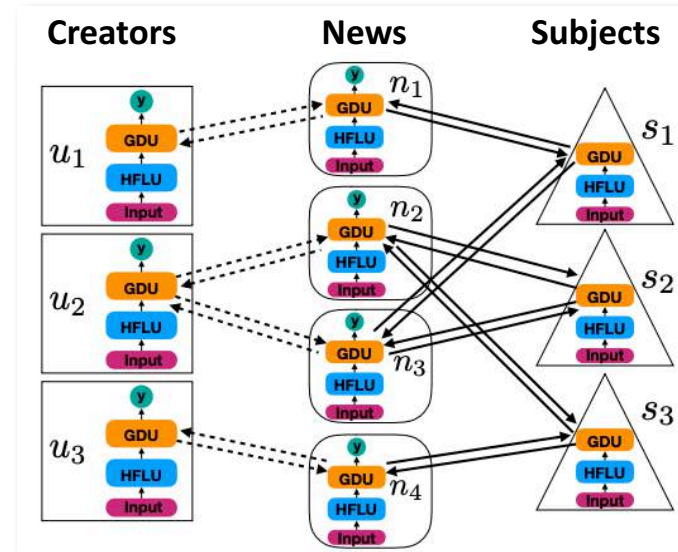 Creators News Subjects
y
GDU
HFLU
Input
u1
y
GDU
HFLU
Input
u2
y
GDU
HFLU
Input
u3
y
GDU
HFLU
Input
n1
y
GDU
HFLU
Input
n2
y
GDU
HFLU
Input
n3
y
GDU
HFLU
Input
n4
GDU
HFLU
Input
s1
GDU
HFLU
Input
s2
GDU
HFLU
Input
s3